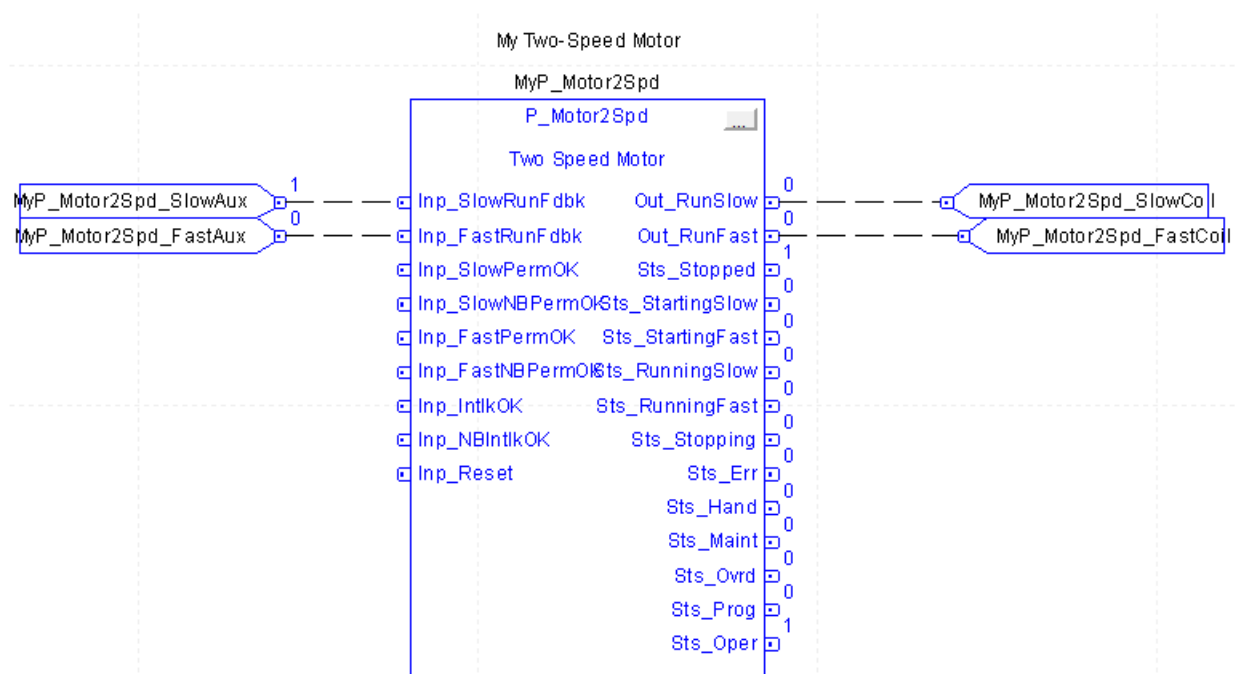 My Two-Speed Motor
MyP_Motor2Spd
P_Motor2Spd
...
Two Speed Motor
MyP_Motor2Spd_SlowAux 1 Inp_SlowRunFdbk Out_RunSlow 0 MyP_Motor2Spd_SlowCoil
MyP_Motor2Spd_FastAux 0 Inp_FastRunFdbk Out_RunFast 0 MyP_Motor2Spd_FastCoil
Inp_SlowPermOK Sts_Stopped 1
Inp_SlowNBPermOK Sts_StartingSlow 0
Inp_FastPermOK Sts_StartingFast 0
Inp_FastNBPermOK Sts_RunningSlow 0
Inp_IntlkOK Sts_RunningFast 0
Inp_NBIntlkOK Sts_Stopping 0
Inp_Reset Sts_Err 0
Sts_Hand 0
Sts_Maint 0
Sts_Ovrd 0
Sts_Prog 0
Sts_Oper 1